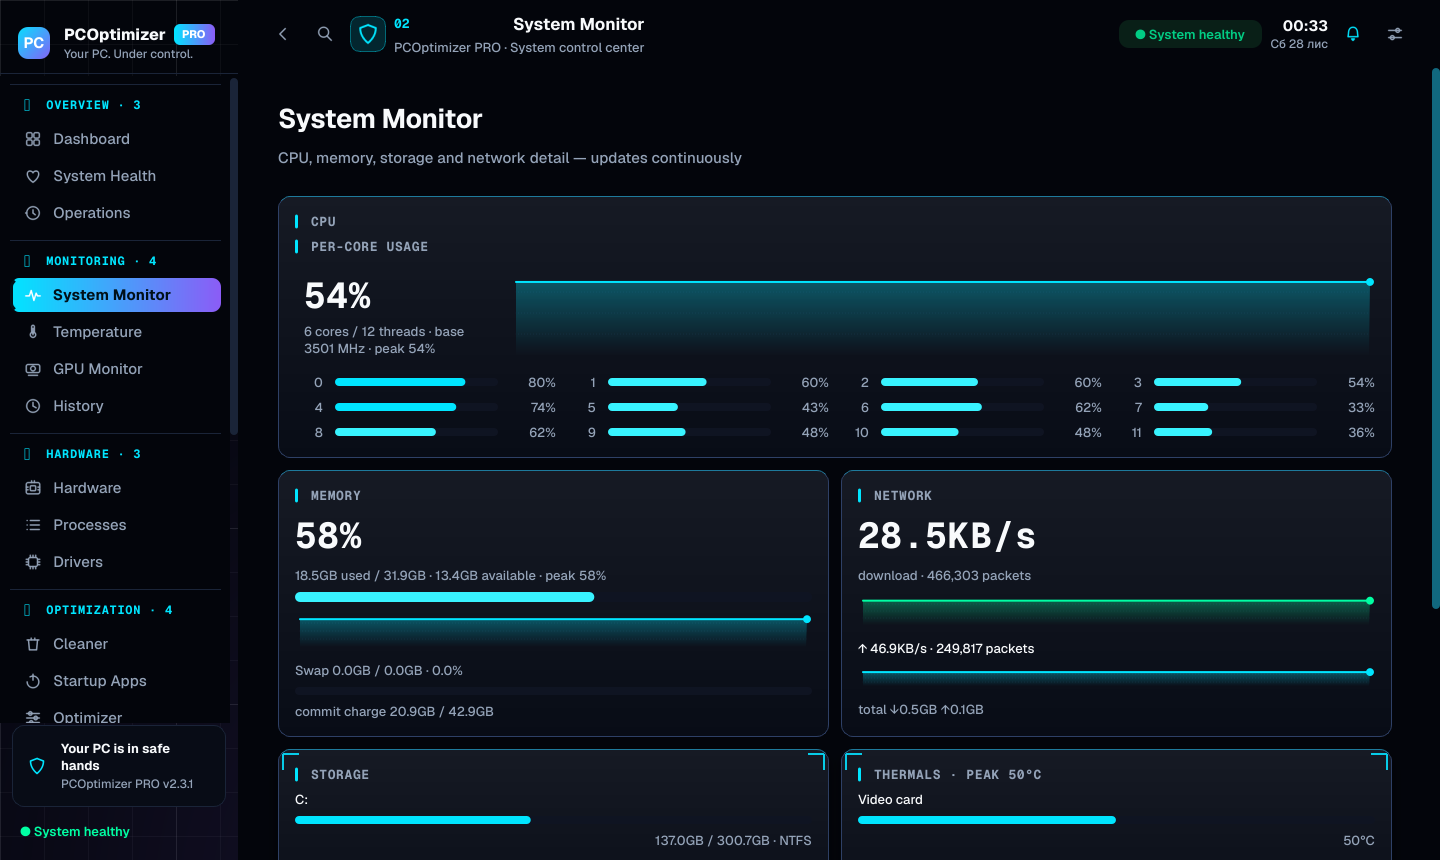 PC
PCOptimizer PRO
Your PC. Under control.
OVERVIEW · 3
Dashboard
System Health
Operations
MONITORING · 4
System Monitor
Temperature
GPU Monitor
History
HARDWARE · 3
Hardware
Processes
Drivers
OPTIMIZATION · 4
Cleaner
Startup Apps
Optimizer
Your PC is in safe
hands
PCOptimizer PRO v2.3.1
System healthy
02 System Monitor
PCOptimizer PRO · System control center
System healthy
00:33
Сб 28 лис
System Monitor
CPU, memory, storage and network detail — updates continuously
CPU
PER-CORE USAGE
54%
6 cores / 12 threads · base
3501 MHz · peak 54%
0 80% 1 60% 2 60% 3 54%
4 74% 5 43% 6 62% 7 33%
8 62% 9 48% 10 48% 11 36%
MEMORY
58%
18.5GB used / 31.9GB · 13.4GB available · peak 58%
Swap 0.0GB / 0.0GB · 0.0%
commit charge 20.9GB / 42.9GB
NETWORK
28.5KB/s
download · 466,303 packets
↑ 46.9KB/s · 249,817 packets
total ↓0.5GB ↑0.1GB
STORAGE
C:
137.0GB / 300.7GB · NTFS
THERMALS · PEAK 50°C
Video card
50°C